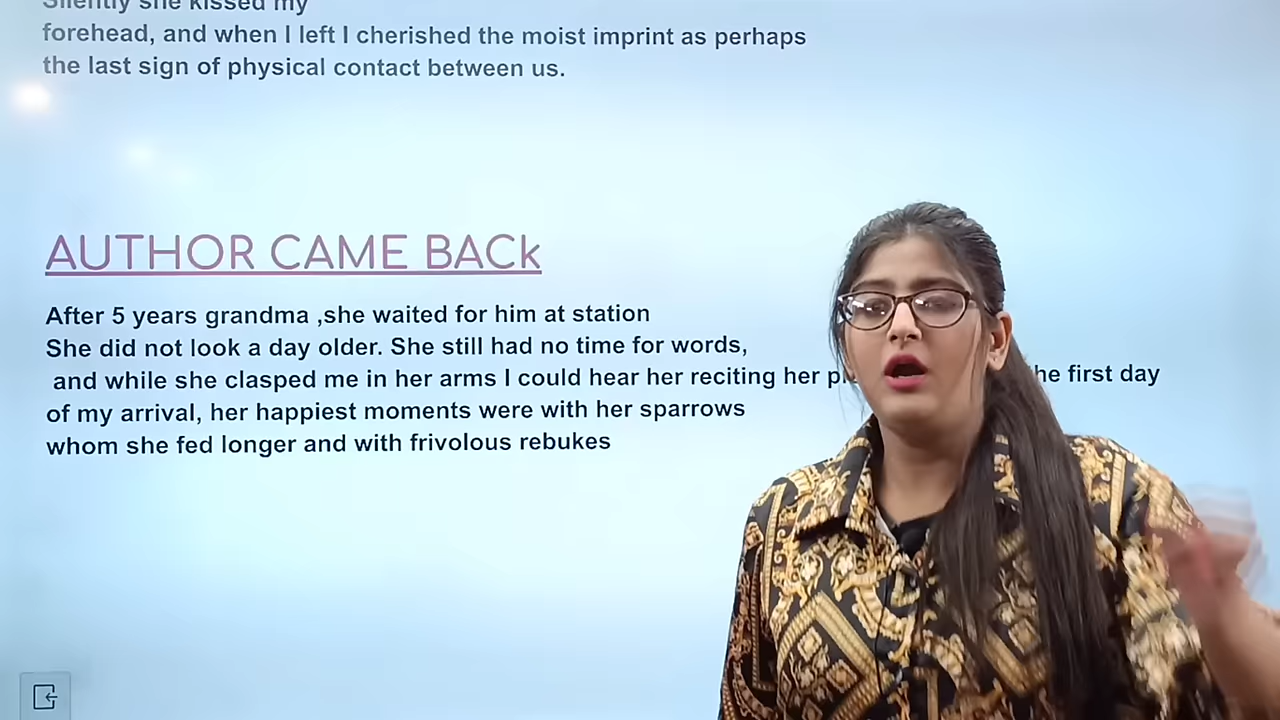 Silently she kissed my
forehead, and when I left I cherished the moist imprint as perhaps
the last sign of physical contact between us.
AUTHOR CAME BACk
After 5 years grandma ,she waited for him at station
She did not look a day older. She still had no time for words,
and while she clasped me in her arms I could hear her reciting her first day
of my arrival, her happiest moments were with her sparrows
whom she fed longer and with frivolous rebukes